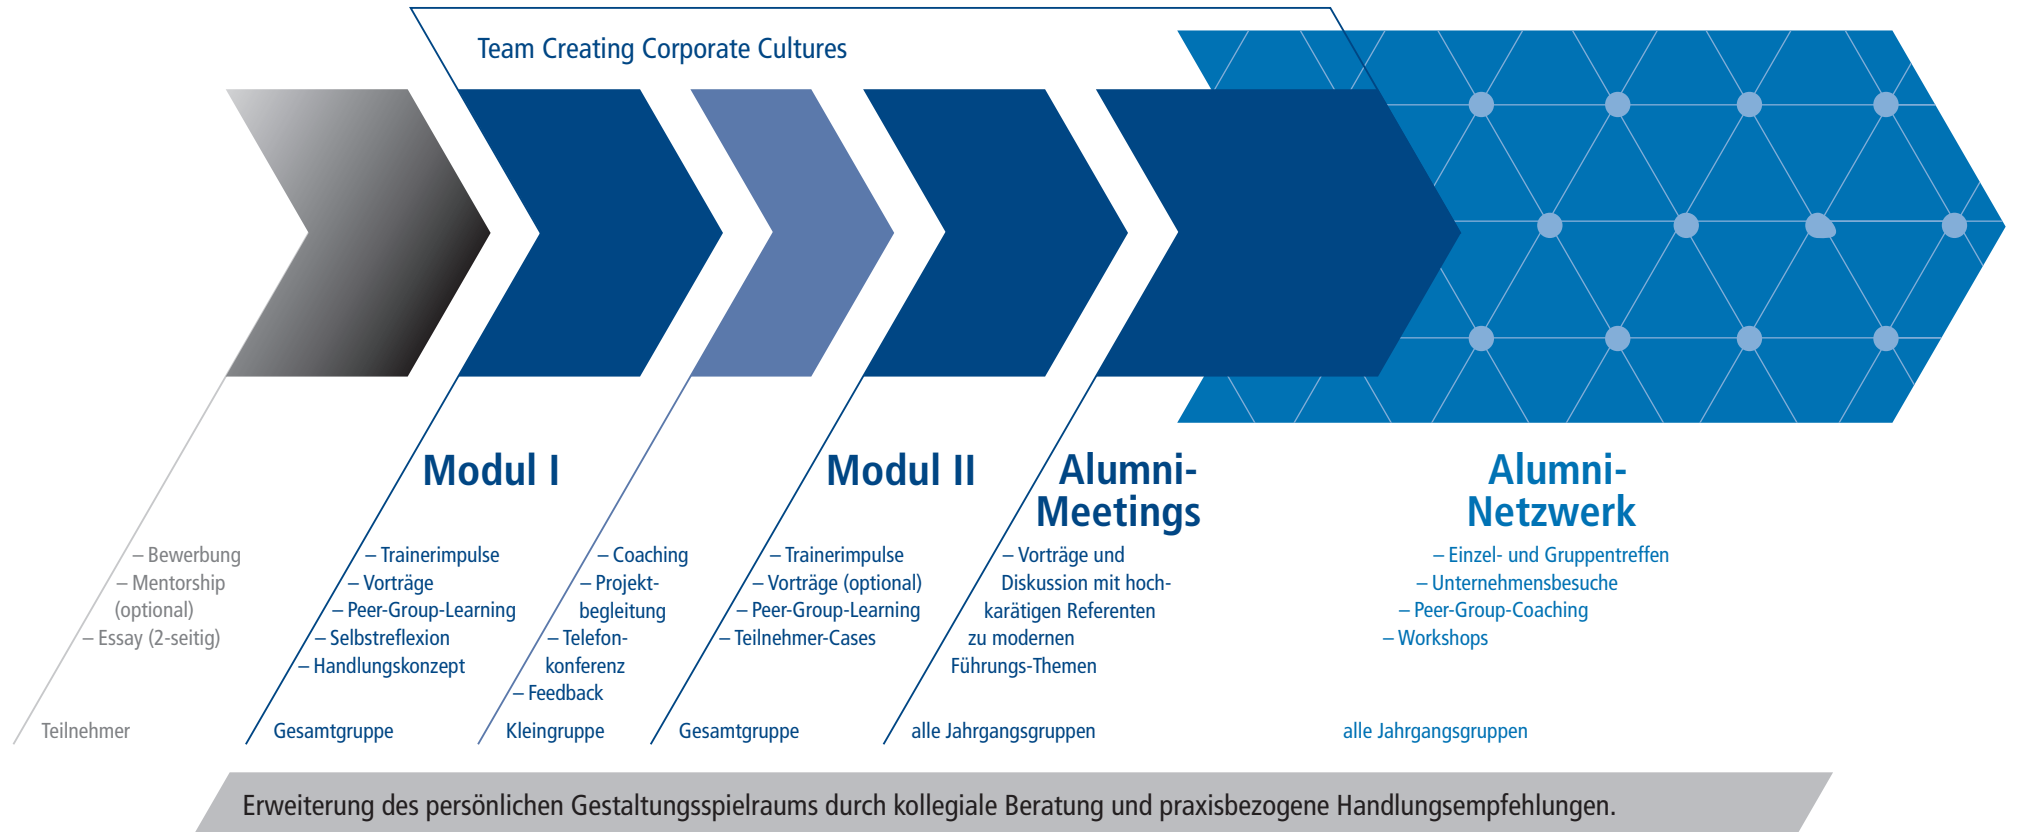 Team Creating Corporate Cultures
– Bewerbung
– Mentorship
(optional)
– Essay (2-seitig)
Teilnehmer
Modul I
– Trainerimpulse
– Vorträge
– Peer-Group-Learning
– Selbstreflexion
– Handlungskonzept
Gesamtgruppe
– Coaching
– Projekt-
begleitung
– Telefon-
konferenz
– Feedback
Kleingruppe
Modul II
– Trainerimpulse
– Vorträge (optional)
– Peer-Group-Learning
– Teilnehmer-Cases
Gesamtgruppe
Alumni-
Meetings
– Vorträge und
Diskussion mit hoch-
karätigen Referenten
zu modernen
Führungs-Themen
alle Jahrgangsgruppen
Alumni-
Netzwerk
– Einzel- und Gruppentreffen
– Unternehmensbesuche
– Peer-Group-Coaching
– Workshops
alle Jahrgangsgruppen
Erweiterung des persönlichen Gestaltungsspielraums durch kollegiale Beratung und praxisbezogene Handlungsempfehlungen.